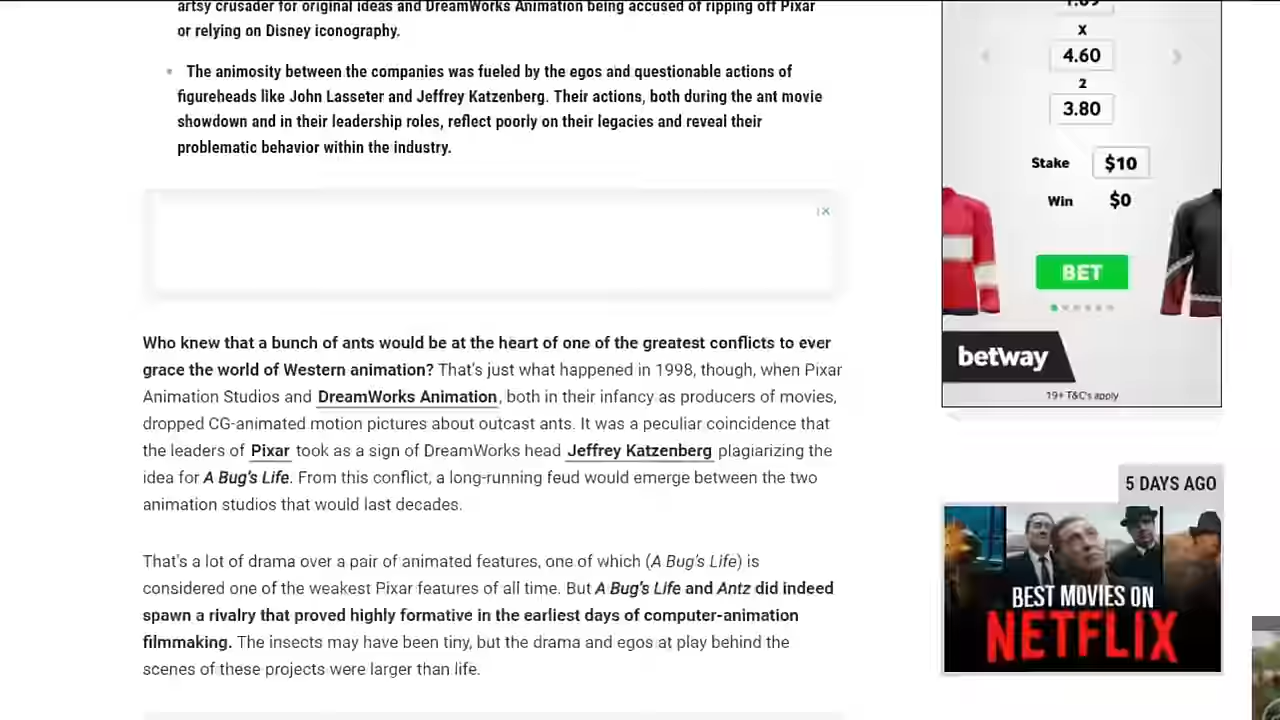 artsy crusader for original ideas and DreamWorks Animation being accused of ripping off Pixar
or relying on Disney iconography.
The animosity between the companies was fueled by the egos and questionable actions of
figureheads like John Lasseter and Jeffrey Katzenberg. Their actions, both during the ant movie
showdown and in their leadership roles, reflect poorly on their legacies and reveal their
problematic behavior within the industry.
Who knew that a bunch of ants would be at the heart of one of the greatest conflicts to ever
grace the world of Western animation? That's just what happened in 1998, though, when Pixar
Animation Studios and DreamWorks Animation, both in their infancy as producers of movies,
dropped CG-animated motion pictures about outcast ants. It was a peculiar coincidence that
the leaders of Pixar took as a sign of DreamWorks head Jeffrey Katzenberg plagiarizing the
idea for A Bug's Life. From this conflict, a long-running feud would emerge between the two
animation studios that would last decades.
That's a lot of drama over a pair of animated features, one of which (A Bug's Life) is
considered one of the weakest Pixar features of all time. But A Bug's Life and Antz did indeed
spawn a rivalry that proved highly formative in the earliest days of computer-animation
filmmaking. The insects may have been tiny, but the drama and egos at play behind the
scenes of these projects were larger than life.
X
4.60
2
3.80
Stake $10
Win $0
BET
betway
19+ T&C's apply
5 DAYS AGO
BEST MOVIES ON
NETFLIX